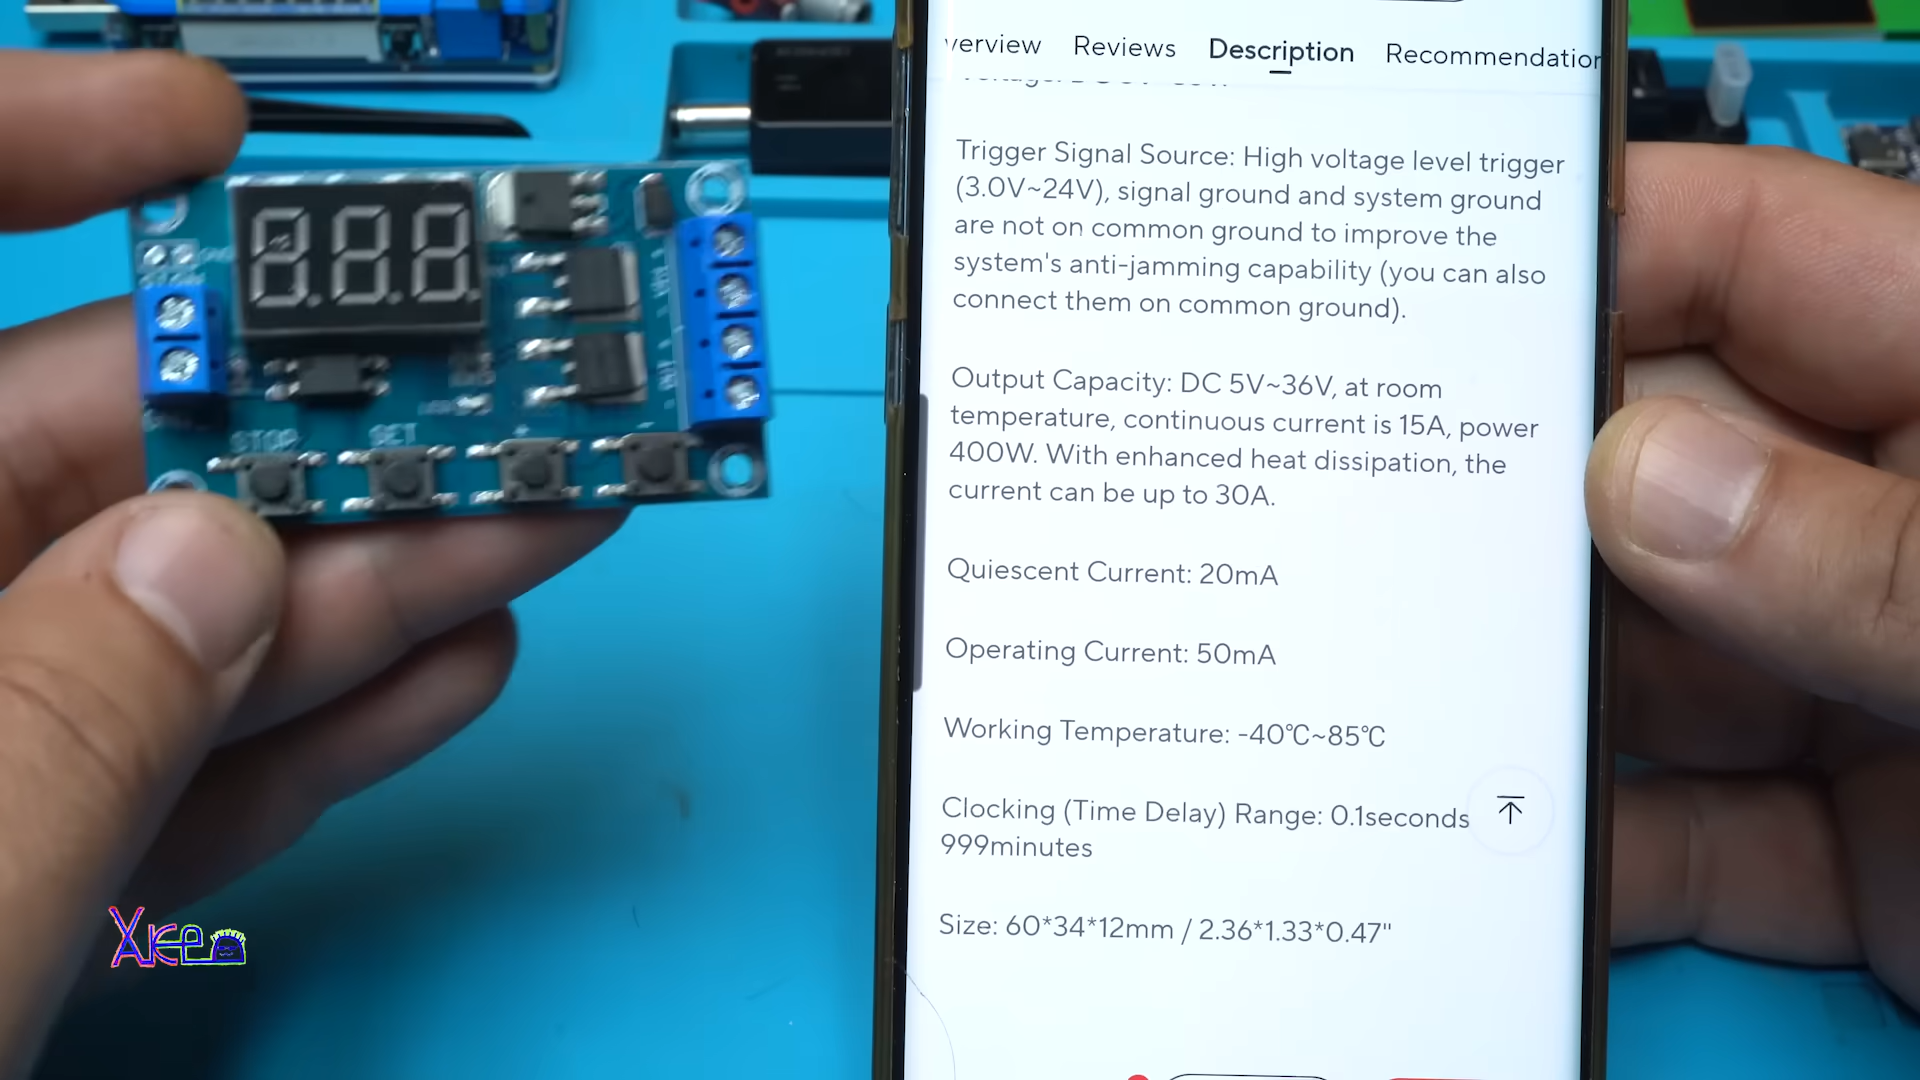 verview Reviews Description Recommendation
Trigger Signal Source: High voltage level trigger
(3.0V~24V), signal ground and system ground
are not on common ground to improve the
system's anti-jamming capability (you can also
connect them on common ground).
Output Capacity: DC 5V~36V, at room
temperature, continuous current is 15A, power
400W. With enhanced heat dissipation, the
current can be up to 30A.
Quiescent Current: 20mA
Operating Current: 50mA
Working Temperature: -40℃~85℃
Clocking (Time Delay) Range: 0.1seconds
999minutes
Size: 60*34*12mm / 2.36*1.33*0.47"
STOP SET + -